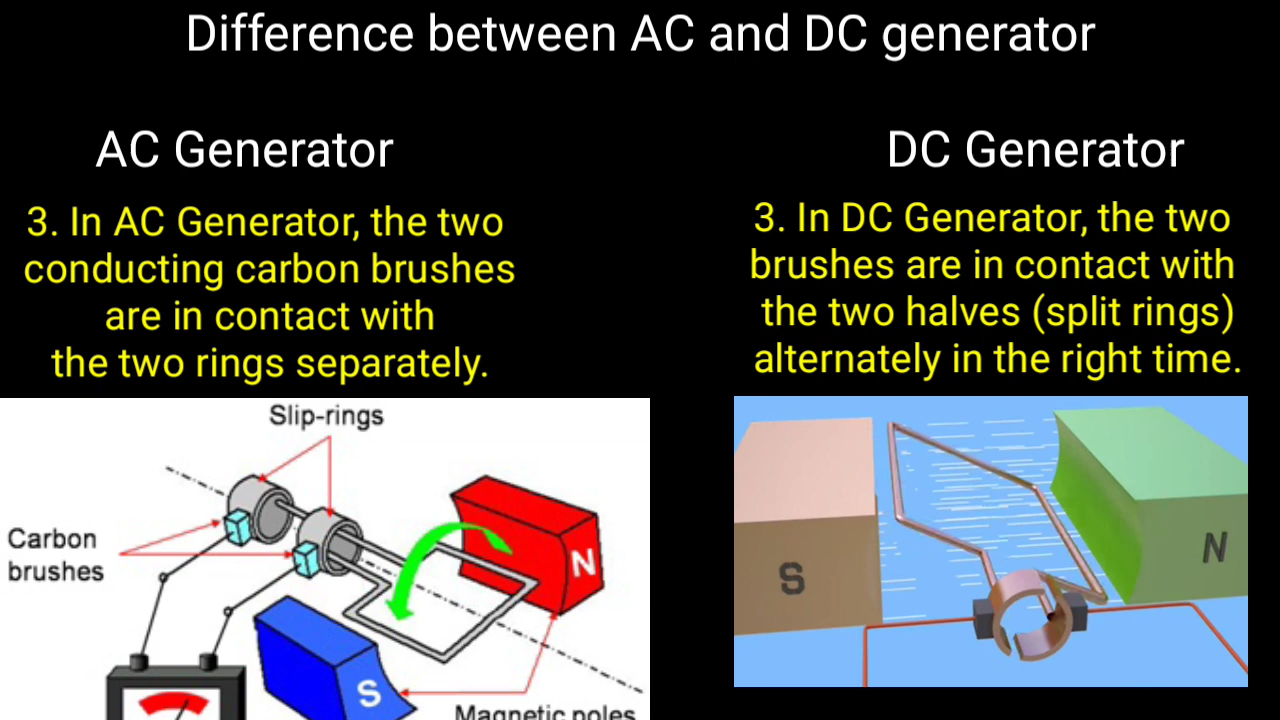 Difference between AC and DC generator
AC Generator
3. In AC Generator, the two
conducting carbon brushes
are in contact with
the two rings separately.
Slip-rings
Carbon
brushes
N
S
Magnetic poles
DC Generator
3. In DC Generator, the two
brushes are in contact with
the two halves (split rings)
alternately in the right time.
S
N